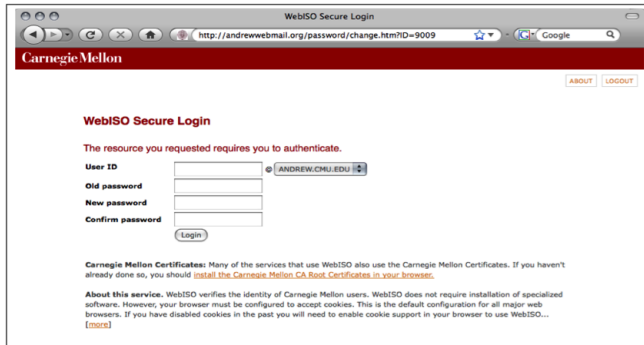 WebISO Secure Login
http://andrewwebmail.org/password/change.htm?ID=9009
Google
Carnegie Mellon
ABOUT LOGOUT
WebISO Secure Login
The resource you requested requires you to authenticate.
User ID @ ANDREW.CMU.EDU
Old password
New password
Confirm password
Login
Carnegie Mellon Certificates: Many of the services that use WebISO also use the Carnegie Mellon Certificates. If you haven't
already done so, you should install the Carnegie Mellon CA Root Certificates in your browser.
About this service. WebISO verifies the identity of Carnegie Mellon users. WebISO does not require installation of specialized
software. However, your browser must be configured to accept cookies. This is the default configuration for all major web
browsers. If you have disabled cookies in the past you will need to enable cookie support in your browser to use WebISO...
[more]